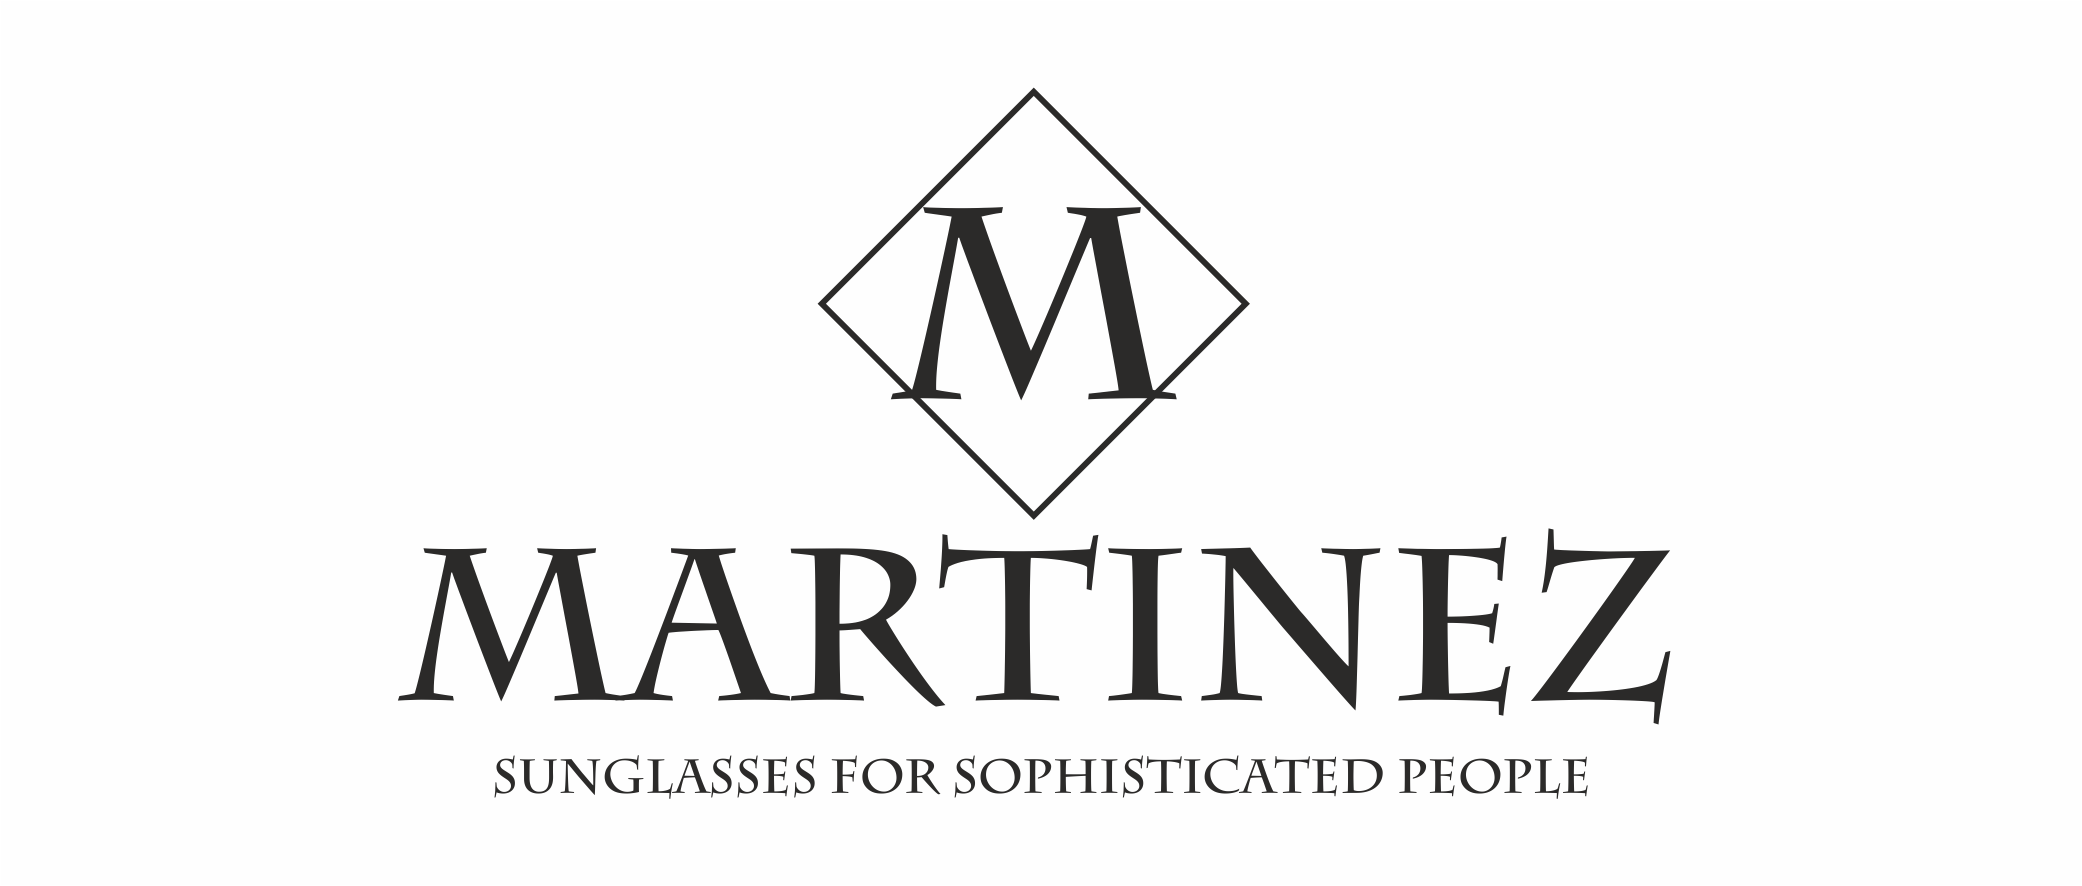 M
MARTINEZ
SUNGLASSES FOR SOPHISTICATED PEOPLE